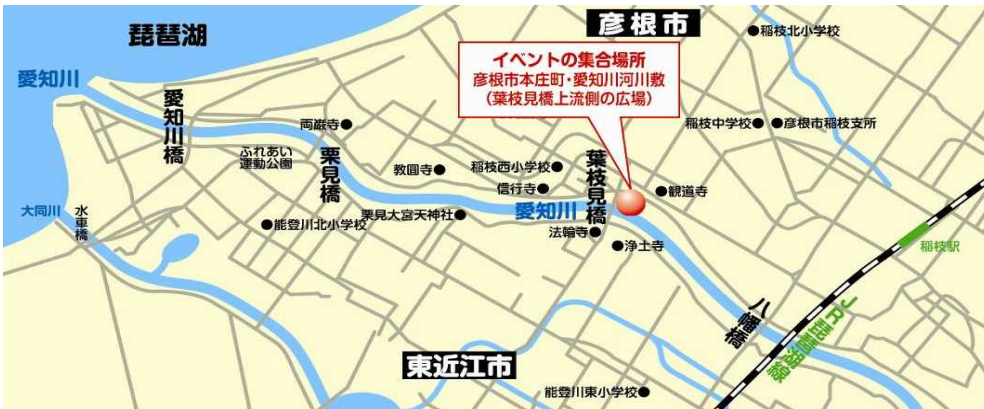 琵琶湖
彦根市
稲枝北小学校
イベントの集合場所
彦根市本庄町・愛知川河川敷
（葉枝見橋上流側の広場）
愛知川
愛知川橋
両巌寺
稲枝中学校
彦根市稲枝支所
ふれあい
運動公園
栗見橋
教圓寺
稲枝西小学校
葉枝見橋
信行寺
観道寺
大同川
水車橋
能登川北小学校
栗見大宮天神社
愛知川
法輪寺
浄土寺
稲枝駅
八幡橋
JR琵琶湖線
東近江市
能登川東小学校